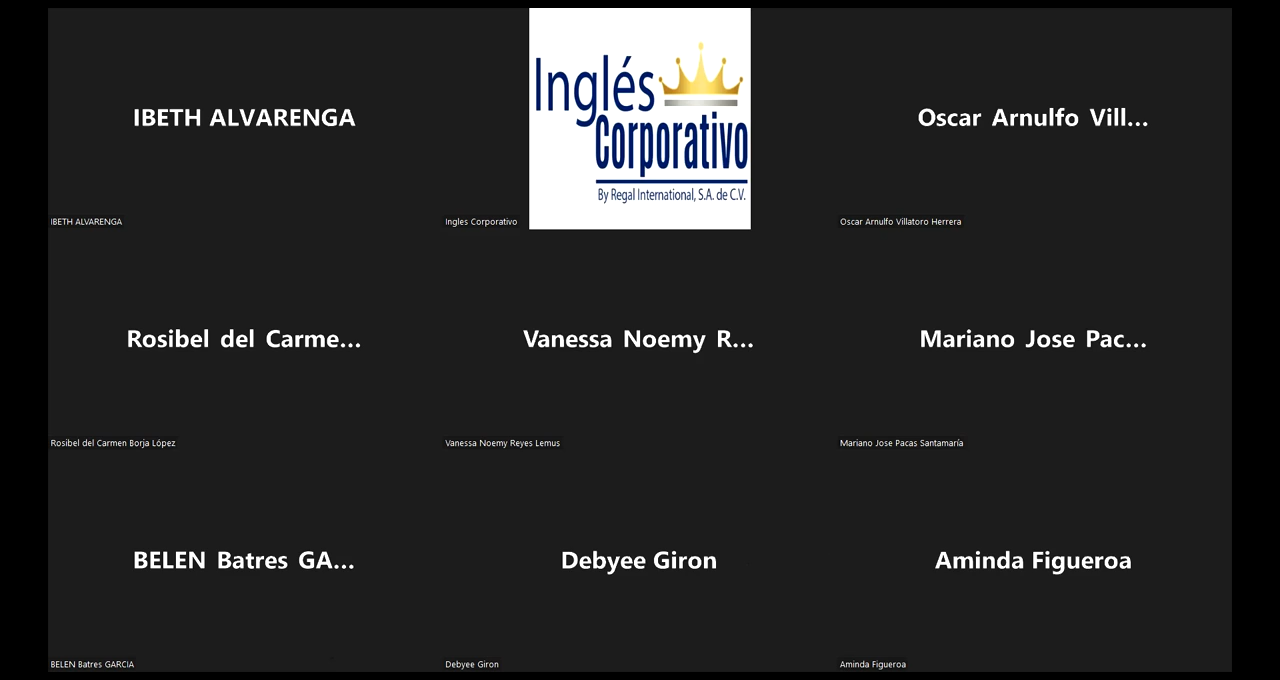 IBETH ALVARENGA
IBETH ALVARENGA
Inglés
Corporativo
By Regal International, S.A. de C.V.
Ingles Corporativo
Oscar Arnulfo Vill...
Oscar Arnulfo Villatoro Herrera
Rosibel del Carme...
Rosibel del Carmen Borja López
Vanessa Noemy R...
Vanessa Noemy Reyes Lemus
Mariano Jose Pac...
Mariano Jose Pacas Santamaría
BELEN Batres GA...
BELEN Batres GARCIA
Debyee Giron
Debyee Giron
Aminda Figueroa
Aminda Figueroa